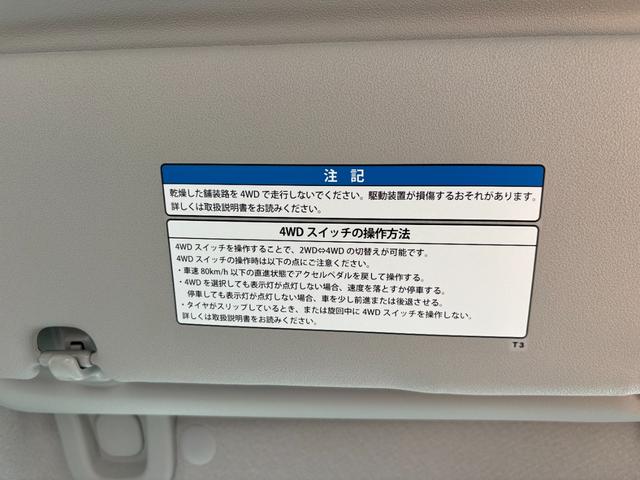 注 記
乾燥した舗装路を4WDで走行しないでください。駆動装置が損傷するおそれがあります。
詳しくは取扱説明書をお読みください。
4WDスイッチの操作方法
4WDスイッチを操作することで、2WD⇔4WDの切替えが可能です。
4WDスイッチの操作時は以下の点にご注意ください。
・車速80km/h以下の直進状態でアクセルペダルを戻して操作する。
・4WDを選択しても表示灯が点灯しない場合、速度を落とすか停車する。
停車しても表示灯が点灯しない場合、車を少し前進または後退させる。
・タイヤがスリップしているとき、または旋回中に4WDスイッチを操作しない。
詳しくは取扱説明書をお読みください。
T3